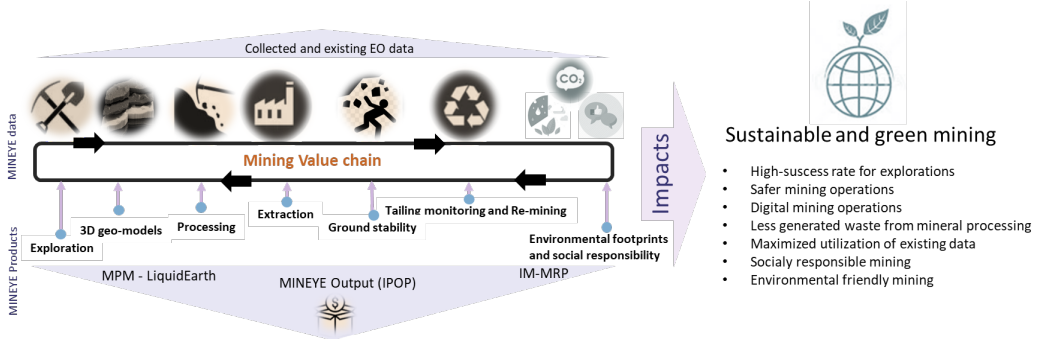 Collected and existing EO data
MINEYE data
CO₂
Mining Value chain
Impacts
MINEYE Products
Exploration
3D geo-models
Processing
Extraction
Ground stability
Tailing monitoring and Re-mining
Environmental footprints
and social responsibility
MPM - LiquidEarth
MINEYE Output (IPOP)
IM-MRP
$
Sustainable and green mining
• High-suscess rate for explorations
• Safer mining operations
• Digital mining operations
• Less generated waste from mineral processing
• Maximized utilization of existing data
• Socialy responsible mining
• Environmental friendly mining